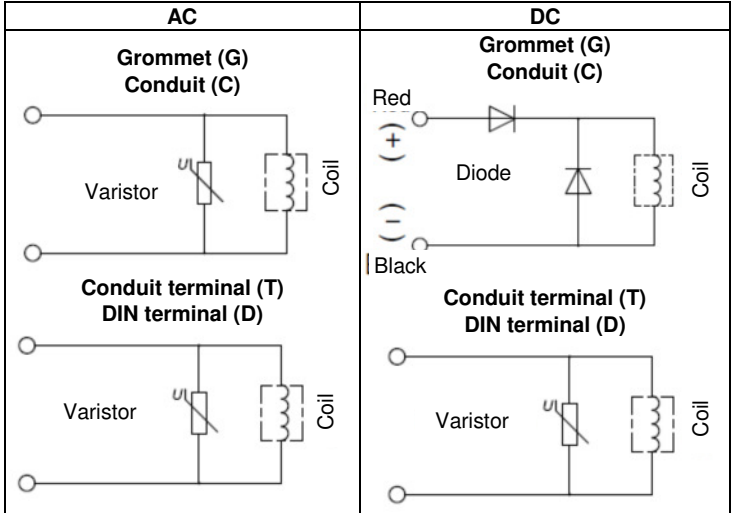 AC
Grommet (G)
Conduit (C)
U
Varistor
Coil
Conduit terminal (T)
DIN terminal (D)
U
Varistor
Coil
DC
Grommet (G)
Conduit (C)
Red
(+)
Diode
Coil
(−)
Black
Conduit terminal (T)
DIN terminal (D)
U
Varistor
Coil